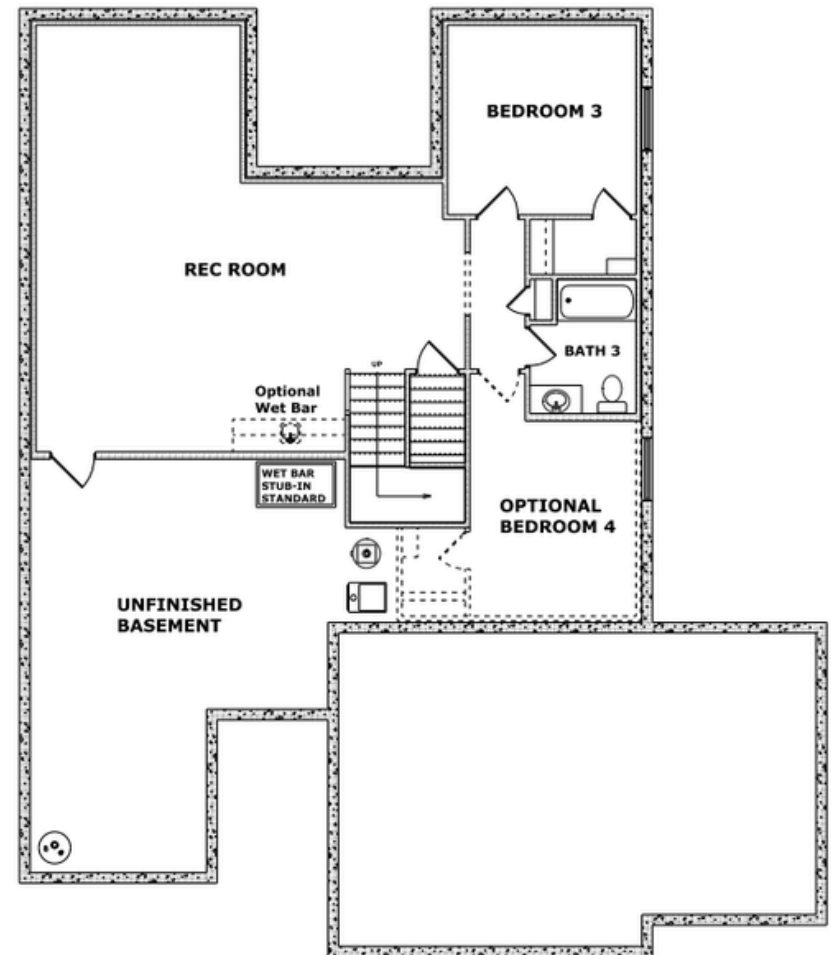 BEDROOM 3
REC ROOM
UP
BATH 3
Optional
Wet Bar
WET BAR
STUB-IN
STANDARD
OPTIONAL
BEDROOM 4
UNFINISHED
BASEMENT